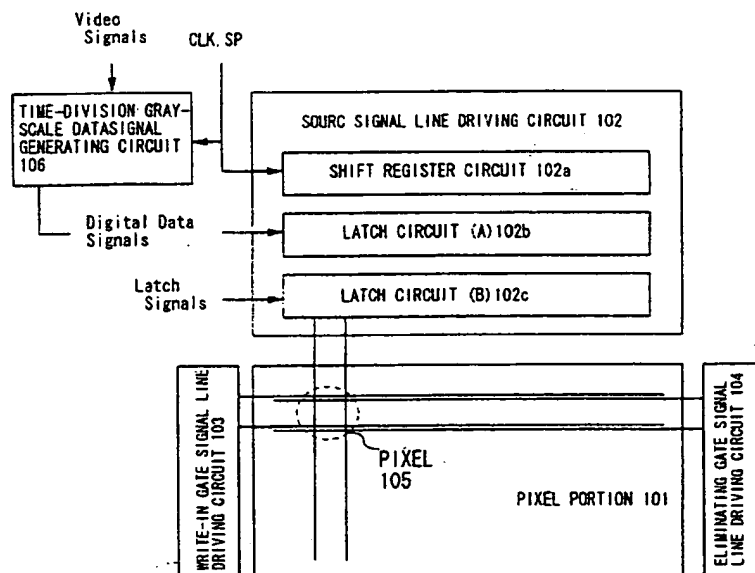 Video
Signals
CLK.SP
TIME-DIVISION GRAY-
SCALE DATASIGNAL
GENERATING CIRCUIT
106
SOURC SIGNAL LINE DRIVING CIRCUIT 102
SHIFT REGISTER CIRCUIT 102a
Digital Data
Signals
LATCH CIRCUIT (A)102b
Latch
Signals
LATCH CIRCUIT (B)102c
WRITE-IN GATE SIGNAL LINE
DRIVING CIRCUIT 103
PIXEL
105
PIXEL PORTION 101
ELIMINATING GATE SIGNAL
LINE DRIVING CIRCUIT 104